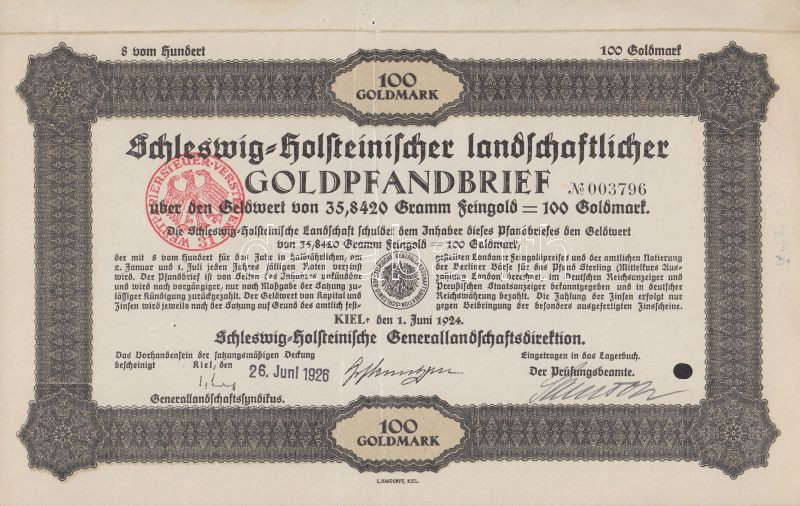 8 vom Hundert
100 Goldmark
100
GOLDMARK
Schleswig-Holsteinischer landschaftlicher
GOLDPFANDBRIEF
№ 003796
über den Geldwert von 35,8420 Gramm Feingold = 100 Goldmark.
Die Schleswig-Holsteinische Landschaft schuldet dem Inhaber dieses Pfandbriefes den Geldwert
von 35,8420 Gramm Feingold = 100 Goldmark,
der mit 8 vom Hundert für das Jahr in halbjährlichen, am
2. Januar und 1. Juli jeden Jahres fälligen Raten verzinst
wird. Der Pfandbrief ist von Seiten des Inhabers unkündbar
und wird nach vorgängiger, nur nach Maßgabe der Satzung zu-
lässiger Kündigung zurückgezahlt. Der Geldwert von Kapital und
Zinsen wird jeweils nach der Satzung auf Grund des amtlich fest-
gestellten Londoner Feingoldpreises und der amtlichen Notierung
der Berliner Börse für das Pfund Sterling (Mittelkurs Aus-
zahlung London) berechnet, im Deutschen Reichsanzeiger und
Preußischen Staatsanzeiger bekanntgegeben und in deutscher
Reichswährung bezahlt. Die Zahlung der Zinsen erfolgt nur
gegen Beibringung der besonders ausgefertigten Zinsscheine.
KIEL, den 1. Juni 1924.
Schleswig-Holsteinische Generallandschaftsdirektion.
Das Vorhandensein der satzungsmäßigen Deckung
bescheinigt Kiel, den
26. Juni 1926
Generallandschaftssyndikus.
Eingetragen in das Lagerbuch.
Der Prüfungsbeamte.
100
GOLDMARK
L. HANDORFF, KIEL.